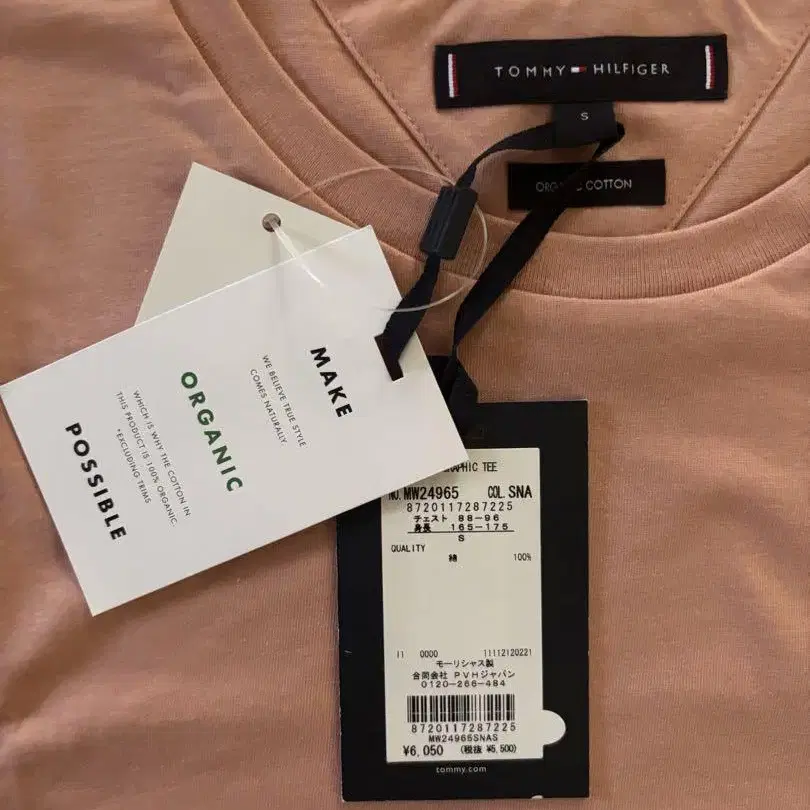 TOMMY HILFIGER
S
COTTON
MAKE
WE BELIEVE TRUE STYLE
COMES NATURALLY.
ORGANIC
WHICH IS WHY THE COTTON IN
THIS PRODUCT IS 100% ORGANIC.
*EXCLUDING TRIMS
POSSIBLE
TEE
NO. MW24965 COL. SNA
8720117287225
チェスト 88-96
身長 165-175
S
QUALITY
綿 100%
11 0000 11112120221
モーリシャス製
合同会社 PVHジャパン
0120-266-484
8720117287225
MW24965SNAS
¥6,050 (税抜 ¥5,500)
tommy.com